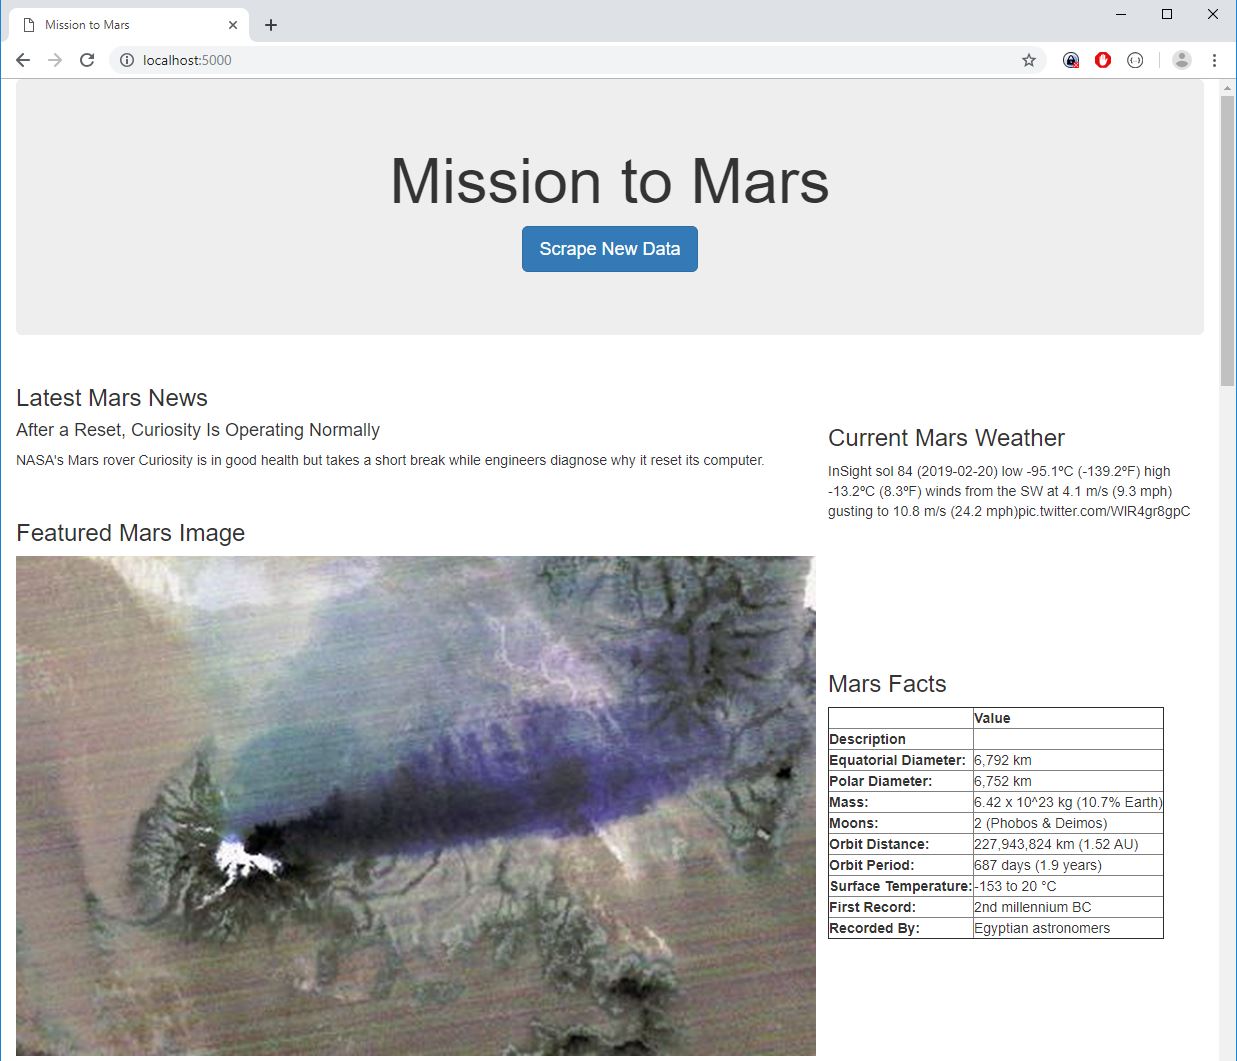 Mission to Mars
localhost:5000
Mission to Mars
Scrape New Data
Latest Mars News
After a Reset, Curiosity Is Operating Normally
NASA's Mars rover Curiosity is in good health but takes a short break while engineers diagnose why it reset its computer.
Featured Mars Image
Current Mars Weather
InSight sol 84 (2019-02-20) low -95.1ºC (-139.2ºF) high
-13.2ºC (8.3ºF) winds from the SW at 4.1 m/s (9.3 mph)
gusting to 10.8 m/s (24.2 mph)pic.twitter.com/WlR4gr8gpC
Mars Facts
Value
Description
Equatorial Diameter: 6,792 km
Polar Diameter: 6,752 km
Mass: 6.42 x 10^23 kg (10.7% Earth)
Moons: 2 (Phobos & Deimos)
Orbit Distance: 227,943,824 km (1.52 AU)
Orbit Period: 687 days (1.9 years)
Surface Temperature: -153 to 20 °C
First Record: 2nd millennium BC
Recorded By: Egyptian astronomers